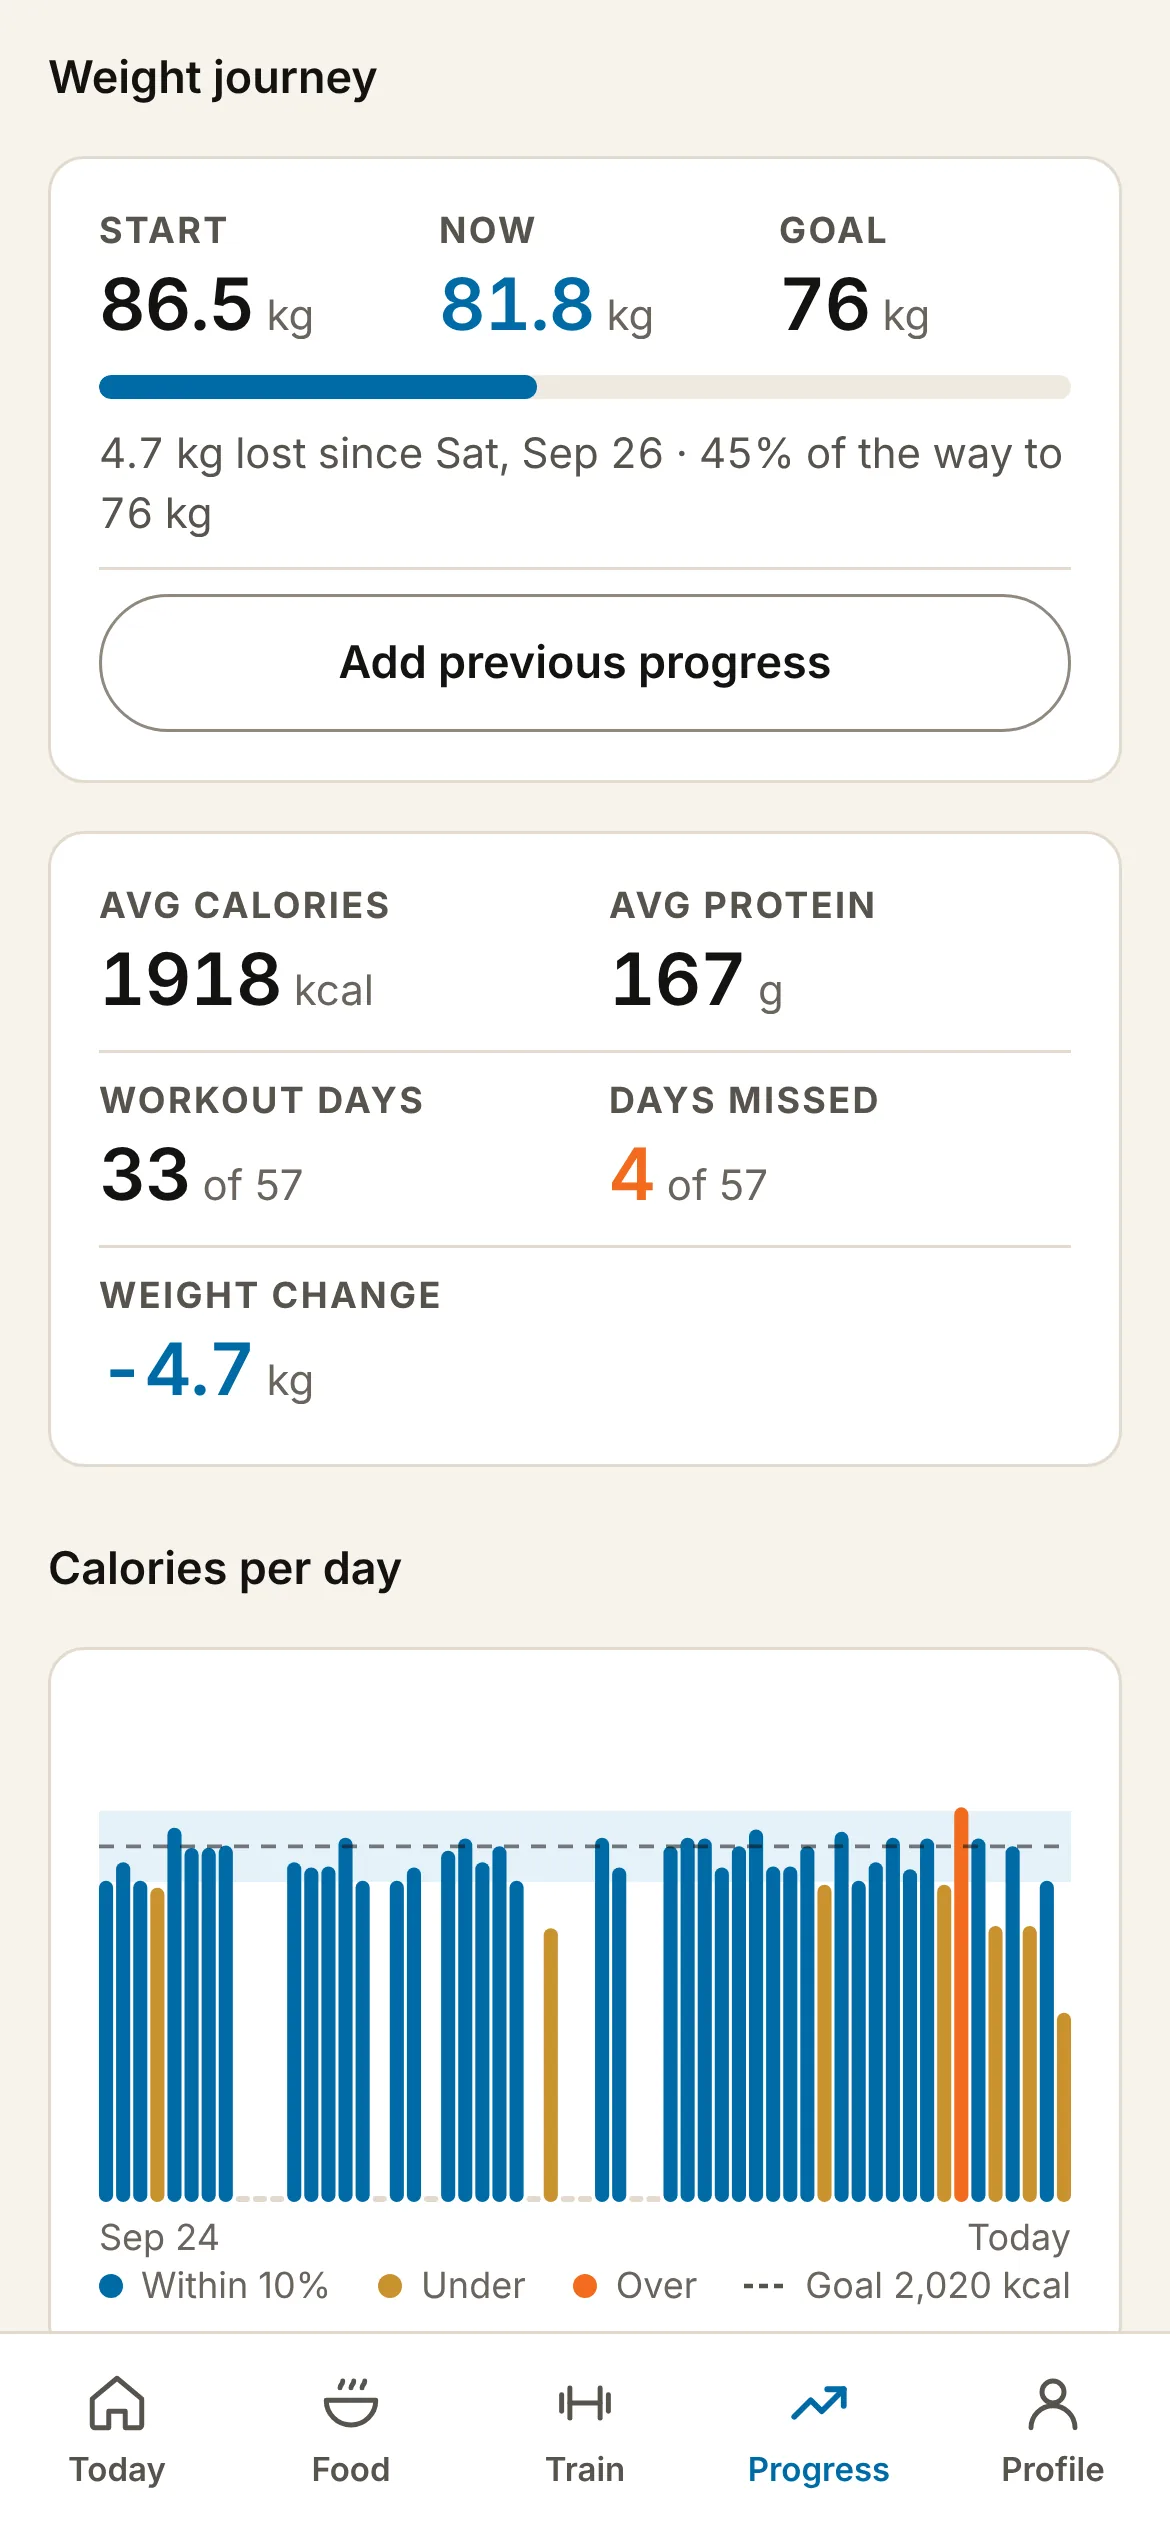 Weight journey
START NOW GOAL
86.5 kg 81.8 kg 76 kg
4.7 kg lost since Sat, Sep 26 · 45% of the way to
76 kg
Add previous progress
AVG CALORIES AVG PROTEIN
1918 kcal 167 g
WORKOUT DAYS DAYS MISSED
33 of 57 4 of 57
WEIGHT CHANGE
-4.7 kg
Calories per day
Sep 24 Today
Within 10% Under Over Goal 2,020 kcal
Today Food Train Progress Profile